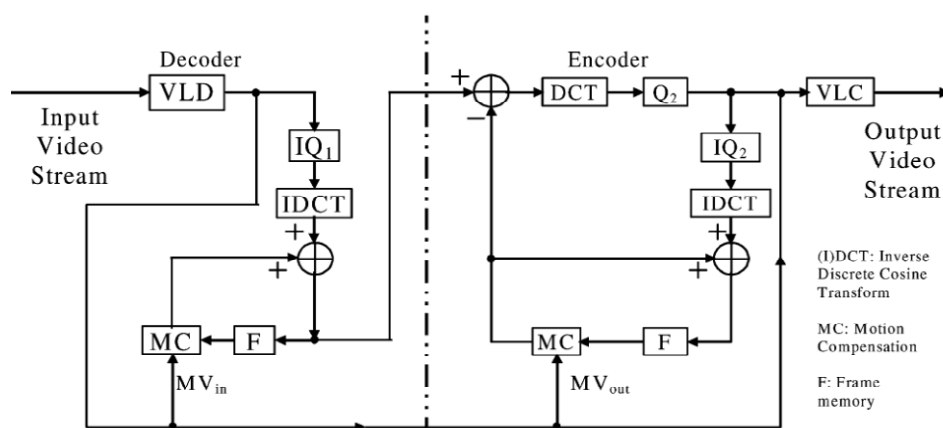 Decoder
VLD
Input
Video
Stream
IQ1
IDCT
+
+
MC
F
MVin
Encoder
+
−
DCT
Q2
VLC
Output
Video
Stream
IQ2
IDCT
+
+
MC
F
MVout
(I)DCT: Inverse
Discrete Cosine
Transform
MC: Motion
Compensation
F: Frame
memory